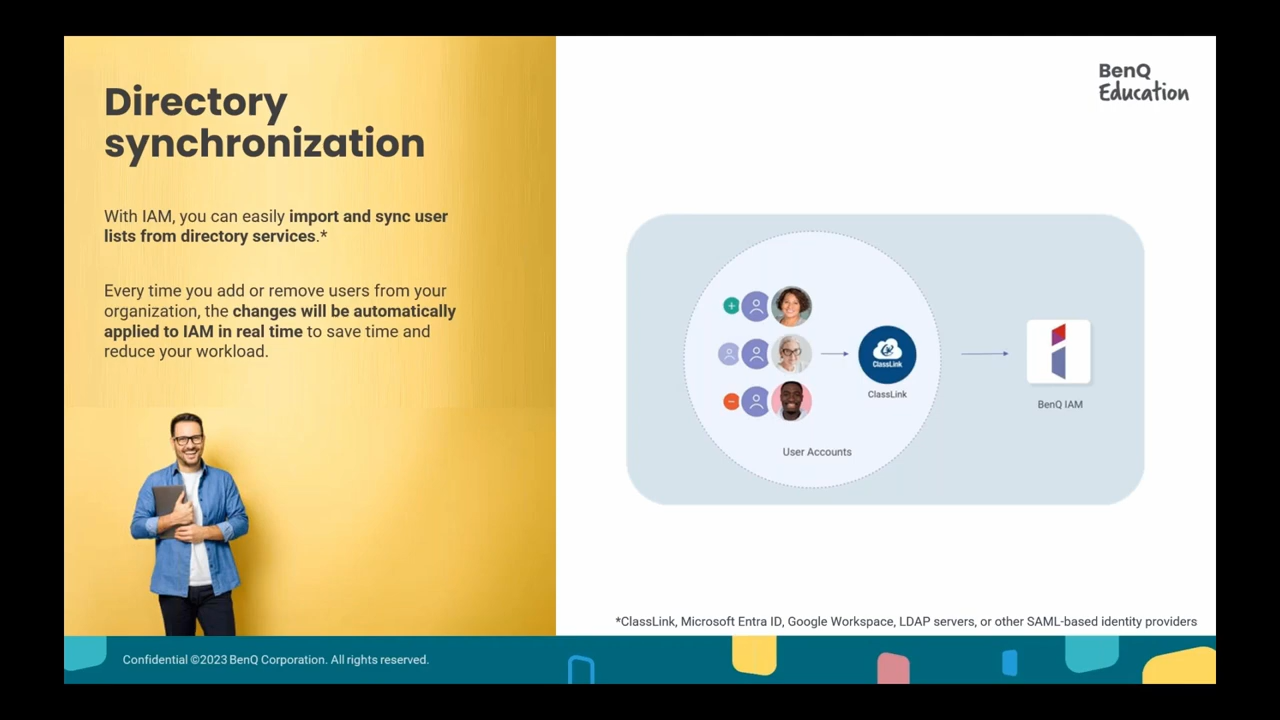 Directory
synchronization
With IAM, you can easily import and sync user
lists from directory services.*
Every time you add or remove users from your
organization, the changes will be automatically
applied to IAM in real time to save time and
reduce your workload.
BenQ
Education
ClassLink
ClassLink
BenQ IAM
User Accounts
*ClassLink, Microsoft Entra ID, Google Workspace, LDAP servers, or other SAML-based identity providers
Confidential ©2023 BenQ Corporation. All rights reserved.